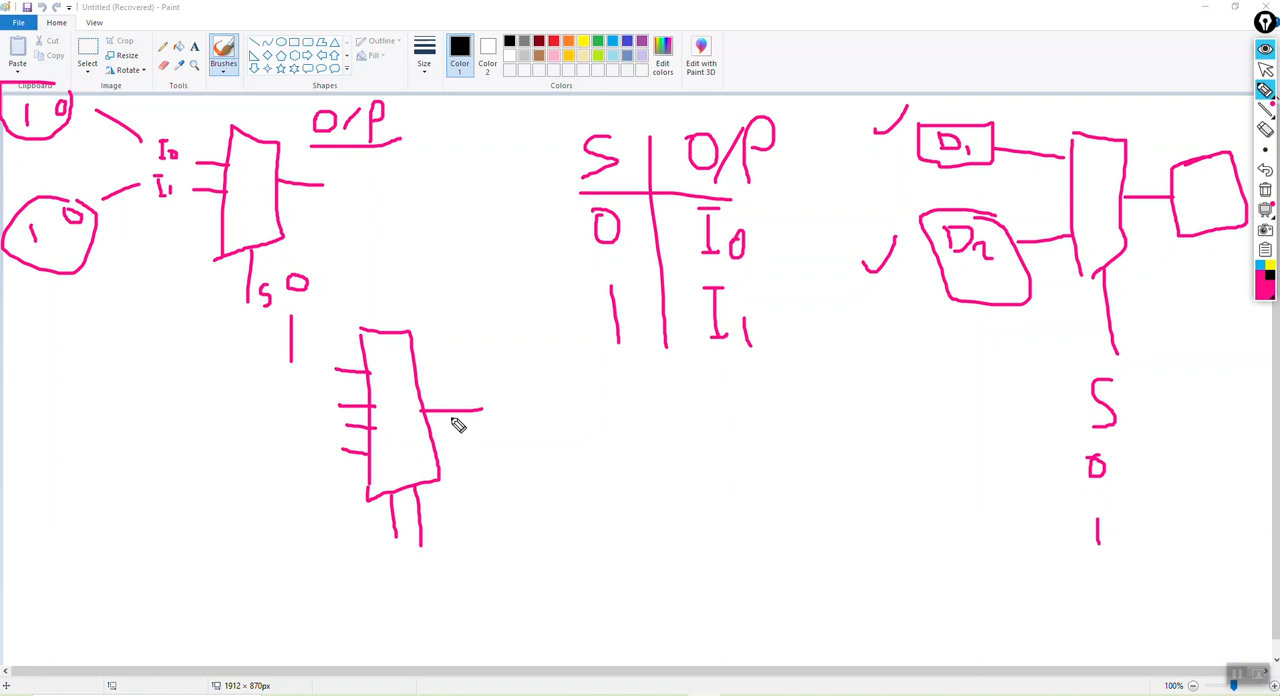 Untitled (Recovered) - Paint
File Home View
Paste
Cut
Copy
Clipboard
Select
Crop
Resize
Rotate
Image
A
Tools
Brushes
Outline
Fill
Shapes
Size
Color 1
Color 2
Edit colors
Edit with Paint 3D
Colors
1 0
I0
I1
1 0
O/P
S 0
1
S O/P
0 I0
1 I1
D1
D2
S
0
1
1912 × 870px
100%